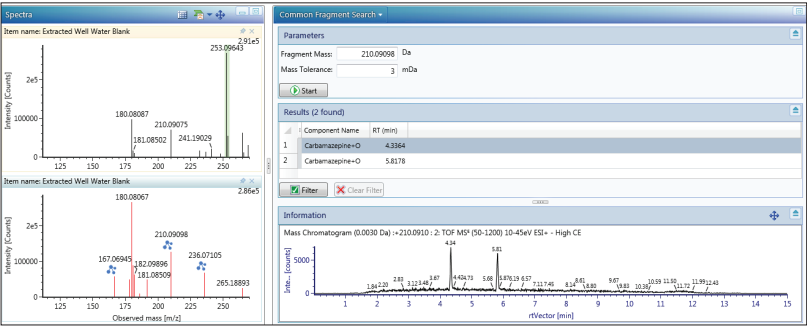 Spectra
Item name: Extracted Well Water Blank
2.91e5
253.09643
Intensity [Counts]
2e5
180.08087
210.09075
181.08502
241.19029
100000
0
125 150 175 200 225 250
Item name: Extracted Well Water Blank
2.86e5
180.08067
Intensity [Counts]
2e5
210.09098
236.07105
167.06945
182.09896
181.08509
265.18893
100000
0
125 150 175 200 225 250
Observed mass [m/z]
Common Fragment Search
Parameters
Fragment Mass: 210.09098 Da
Mass Tolerance: 3 mDa
Start
Results (2 found)
Component Name RT (min)
1 Carbamazepine+O 4.3364
2 Carbamazepine+O 5.8178
Filter Clear Filter
Information
Mass Chromatogram (0.0030 Da) :+210.0910 : 2: TOF MSᴱ (50-1200) 10-45eV ESI+ - High CE
4.34
5.81
Inte... [counts]
5000
0
1.84 2.20 2.83 3.12 3.48 3.67 4.42 4.73 5.68 5.87 6.19 6.57 7.11 7.46 8.14 8.61 8.80 9.67 9.83 10.38 10.59 11.50 11.72 11.99 12.43
1 2 3 4 5 6 7 8 9 10 11 12 13 14 15
rtVector [min]